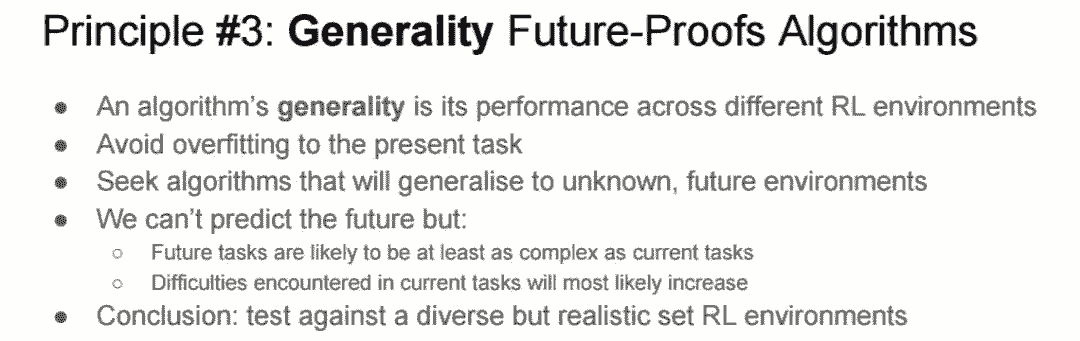 Principle #3: Generality Future-Proofs Algorithms
● An algorithm's generality is its performance across different RL environments
● Avoid overfitting to the present task
● Seek algorithms that will generalise to unknown, future environments
● We can't predict the future but:
○ Future tasks are likely to be at least as complex as current tasks
○ Difficulties encountered in current tasks will most likely increase
● Conclusion: test against a diverse but realistic set RL environments